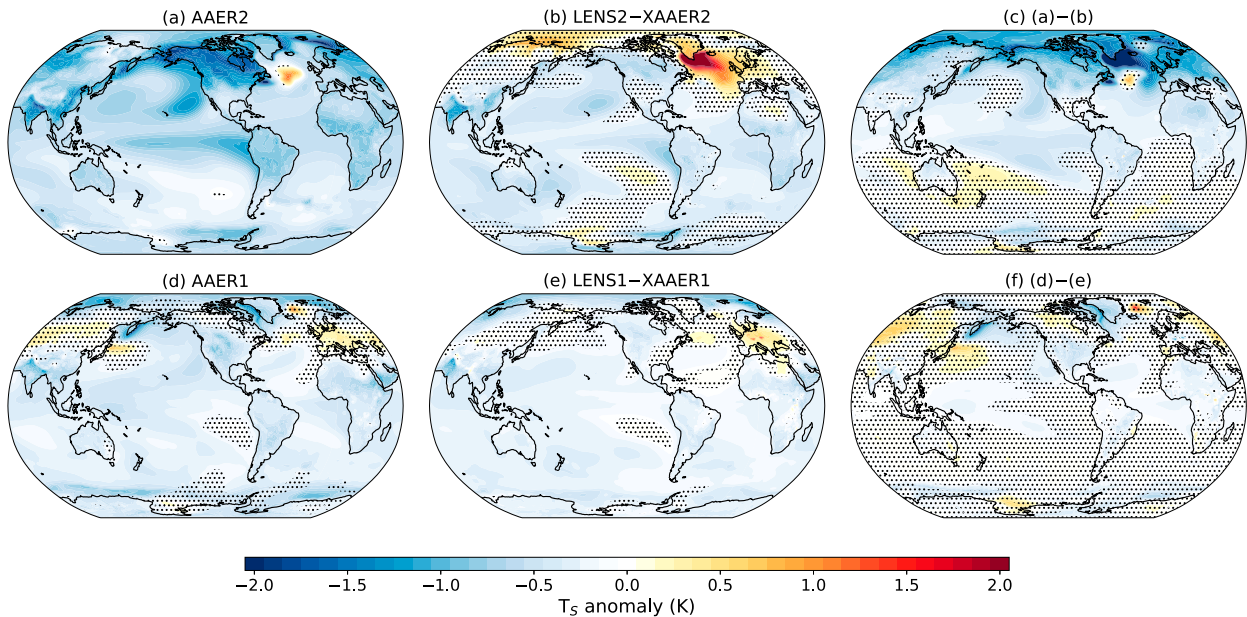 (a) AAER2
(b) LENS2−XAAER2
(c) (a)−(b)
(d) AAER1
(e) LENS1−XAAER1
(f) (d)−(e)
−2.0 −1.5 −1.0 −0.5 0.0 0.5 1.0 1.5 2.0
T_S anomaly (K)